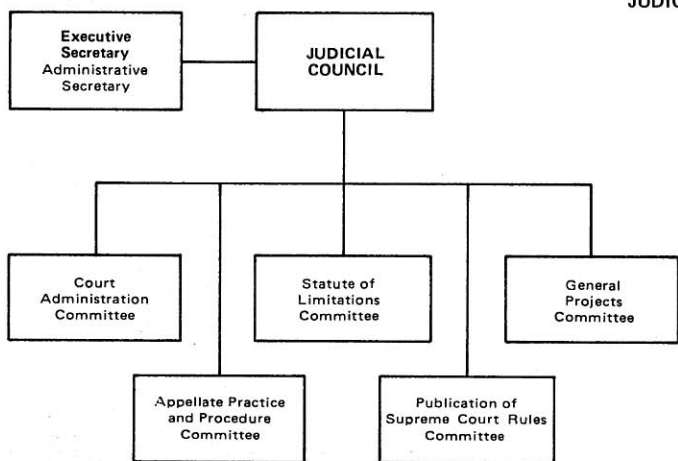 JUDIC
Executive
Secretary
Administrative
Secretary
JUDICIAL
COUNCIL
Court
Administration
Committee
Statute of
Limitations
Committee
General
Projects
Committee
Appellate Practice
and Procedure
Committee
Publication of
Supreme Court Rules
Committee